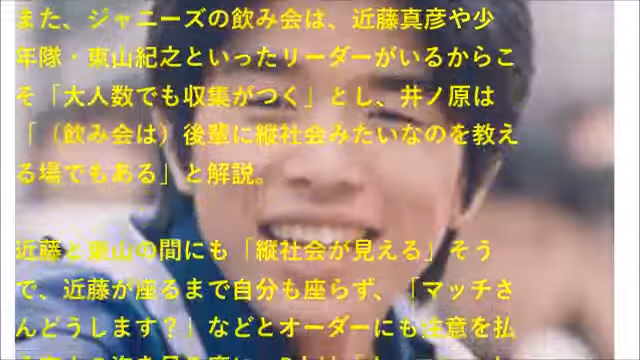 また、ジャニーズの飲み会は、近藤真彦や少
年隊・東山紀之といったリーダーがいるからこ
そ「大人数でも収集がつく」とし、井ノ原は
「（飲み会は）後輩に縦社会みたいなのを教え
る場でもある」と解説。
近藤と東山の間にも「縦社会が見える」そう
で、近藤が座るまで自分も座らず、「マッチさ
んどうします？」などとオーダーにも注意を払